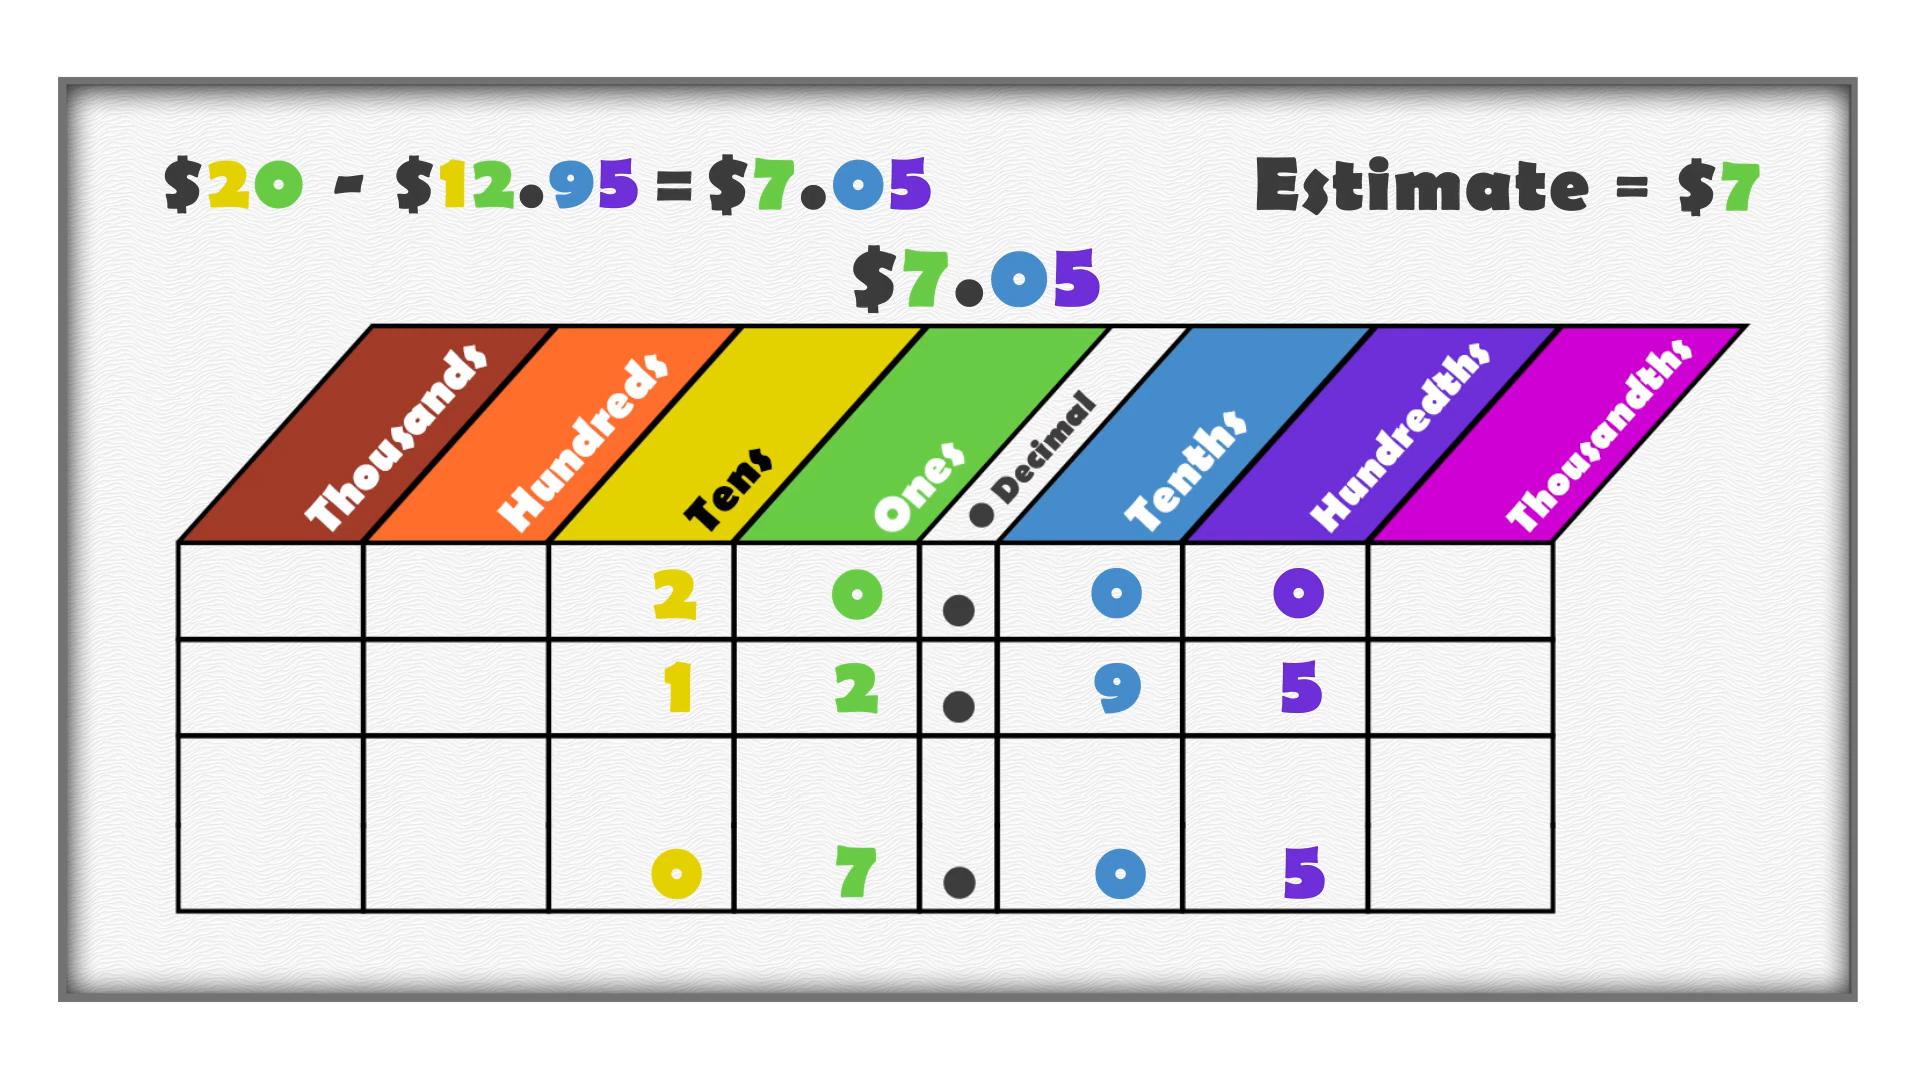 $20 - $12.95 = $7.05 Estimate = $7
$7.05
Thousands Hundreds Tens Ones • Decimal Tenths Hundredths Thousandths
2 0 . 0 0
1 2 . 9 5
0 7 . 0 5